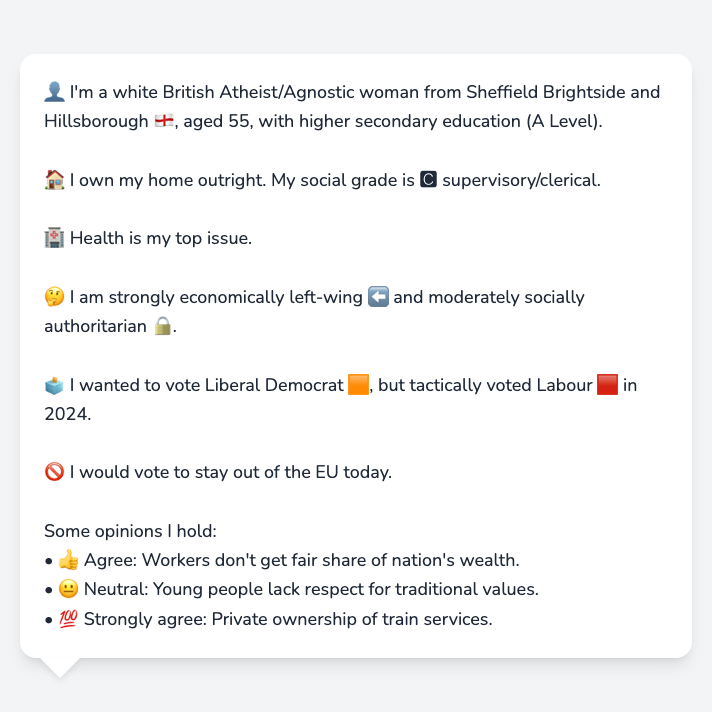 👤 I'm a white British Atheist/Agnostic woman from Sheffield Brightside and
Hillsborough 🏴󠁧󠁢󠁥󠁮󠁧󠁿, aged 55, with higher secondary education (A Level).
🏠 I own my home outright. My social grade is 🅲 supervisory/clerical.
🏥 Health is my top issue.
🤔 I am strongly economically left-wing ⬅️ and moderately socially
authoritarian 🔒.
🗳️ I wanted to vote Liberal Democrat 🟧, but tactically voted Labour 🟥 in
2024.
🚫 I would vote to stay out of the EU today.
Some opinions I hold:
• 👍 Agree: Workers don't get fair share of nation's wealth.
• 😐 Neutral: Young people lack respect for traditional values.
• 💯 Strongly agree: Private ownership of train services.